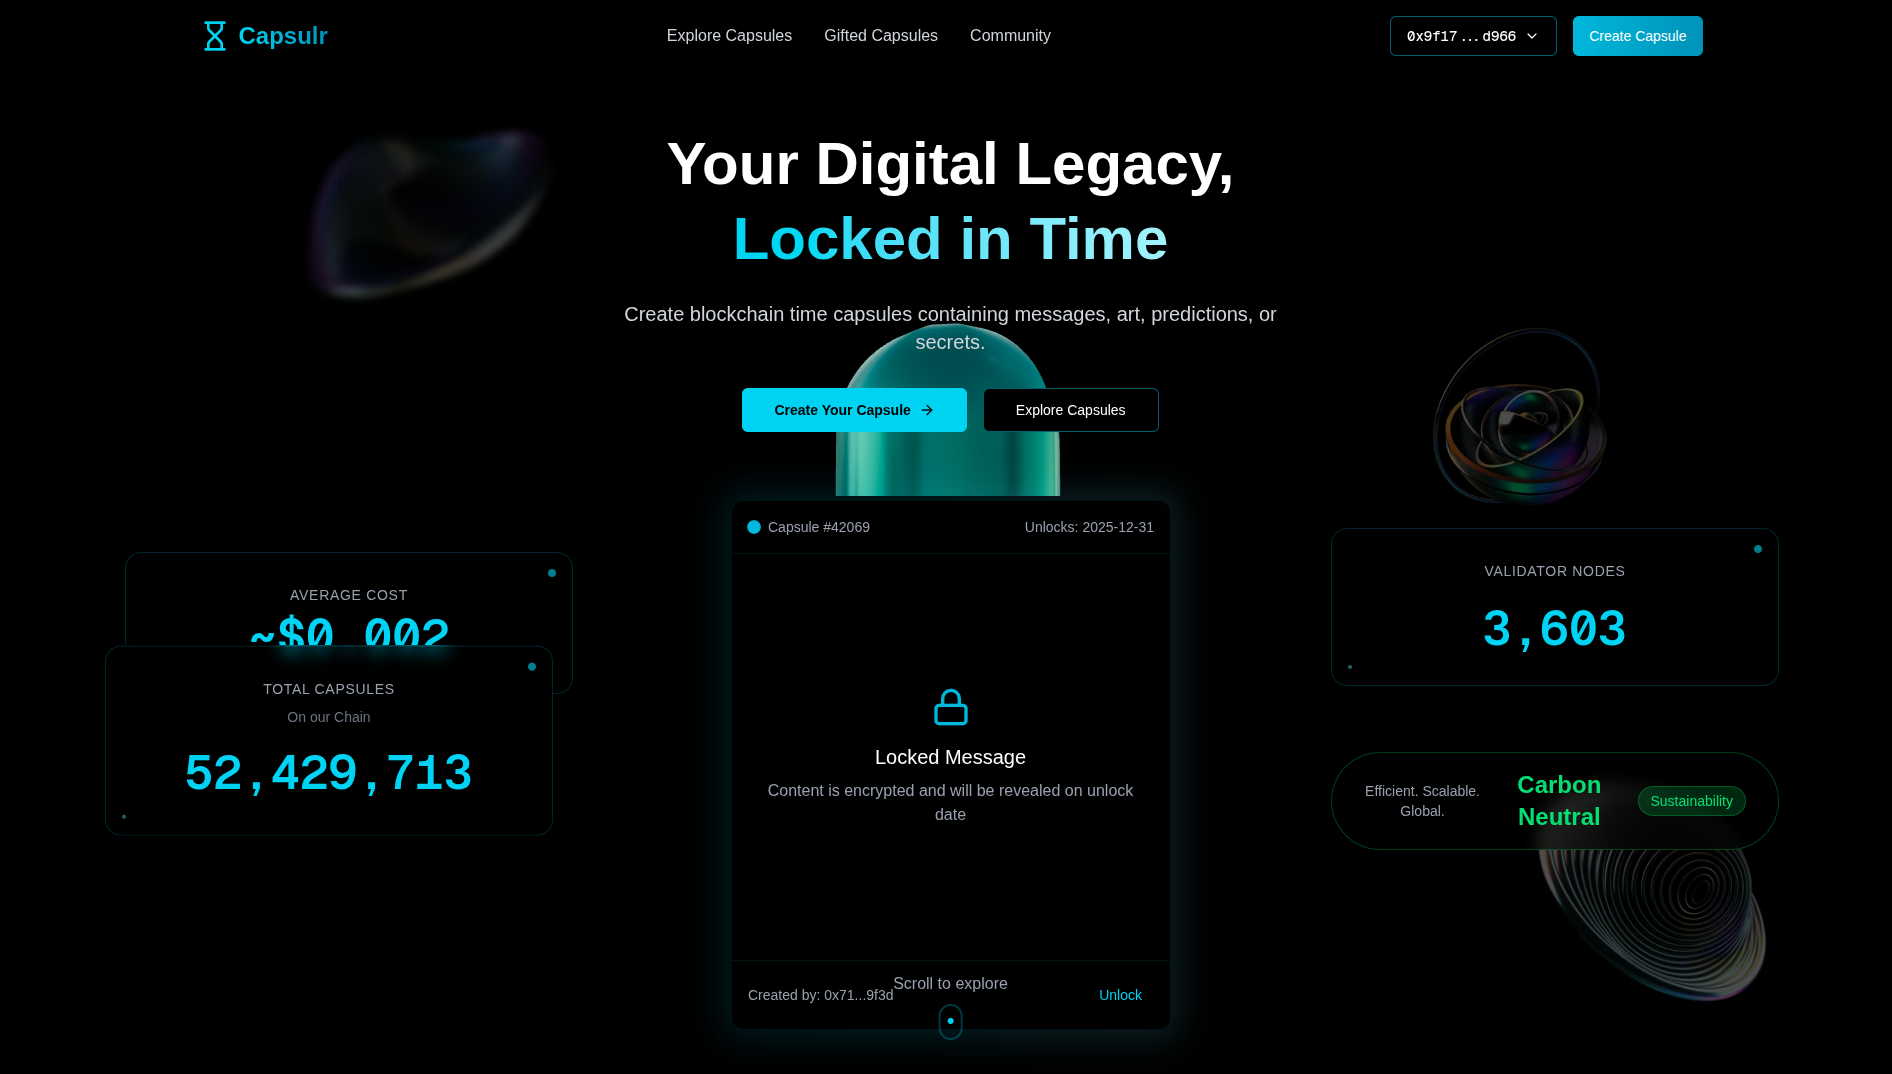 Capsulr
Explore Capsules
Gifted Capsules
Community
0x9f17...d966
Create Capsule
Your Digital Legacy,
Locked in Time
Create blockchain time capsules containing messages, art, predictions, or
secrets.
Create Your Capsule
Explore Capsules
Capsule #42069
Unlocks: 2025-12-31
Locked Message
Content is encrypted and will be revealed on unlock
date
Created by: 0x71...9f3d
Scroll to explore
Unlock
AVERAGE COST
~$0.002
TOTAL CAPSULES
On our Chain
52,429,713
VALIDATOR NODES
3,603
Efficient. Scalable.
Global.
Carbon
Neutral
Sustainability